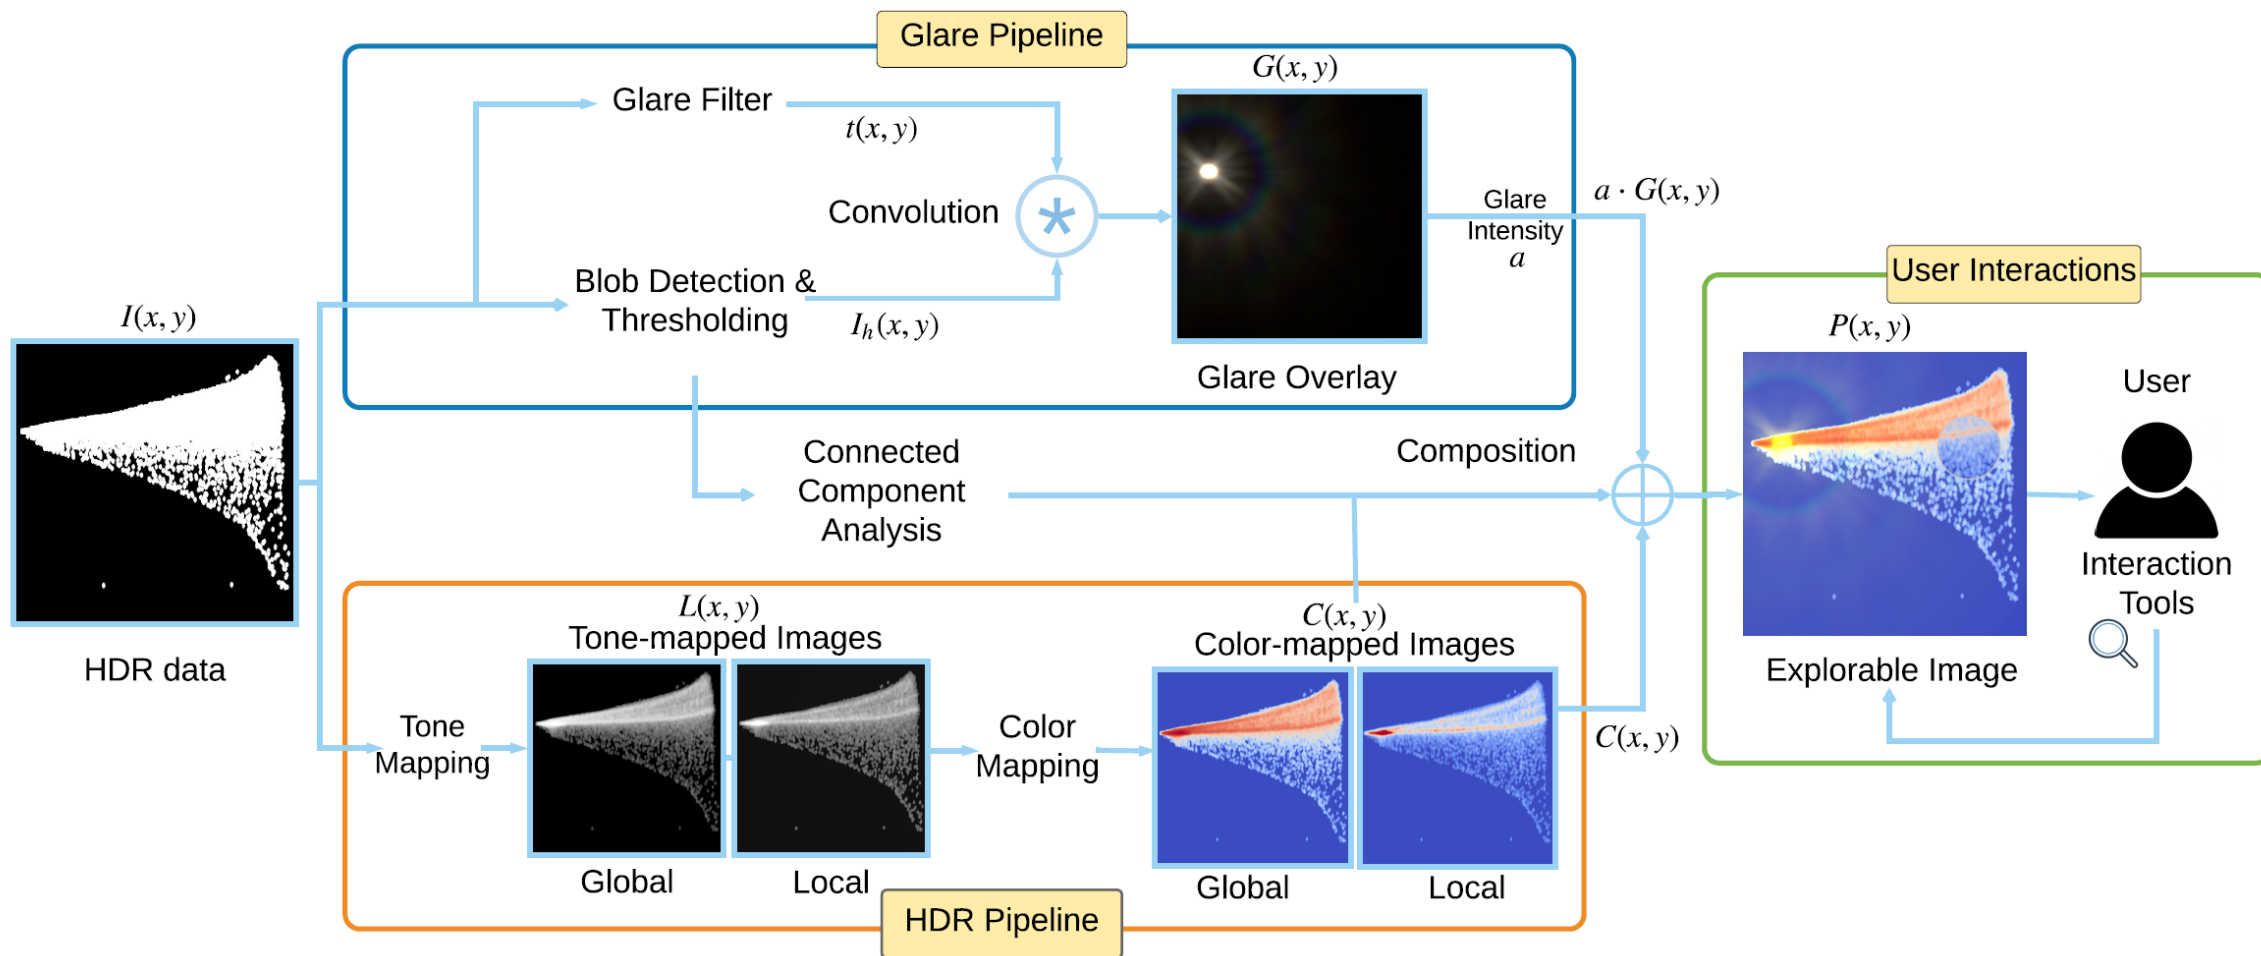 Glare Pipeline
G(x, y)
Glare Filter
t(x, y)
Convolution
*
Blob Detection &
Thresholding
I_h(x, y)
Glare Overlay
Glare
Intensity
a
a · G(x, y)
I(x, y)
HDR data
Connected
Component
Analysis
Composition
User Interactions
P(x, y)
User
Interaction
Tools
Explorable Image
L(x, y)
Tone-mapped Images
C(x, y)
Color-mapped Images
Tone
Mapping
Color
Mapping
C(x, y)
Global
Local
Global
Local
HDR Pipeline